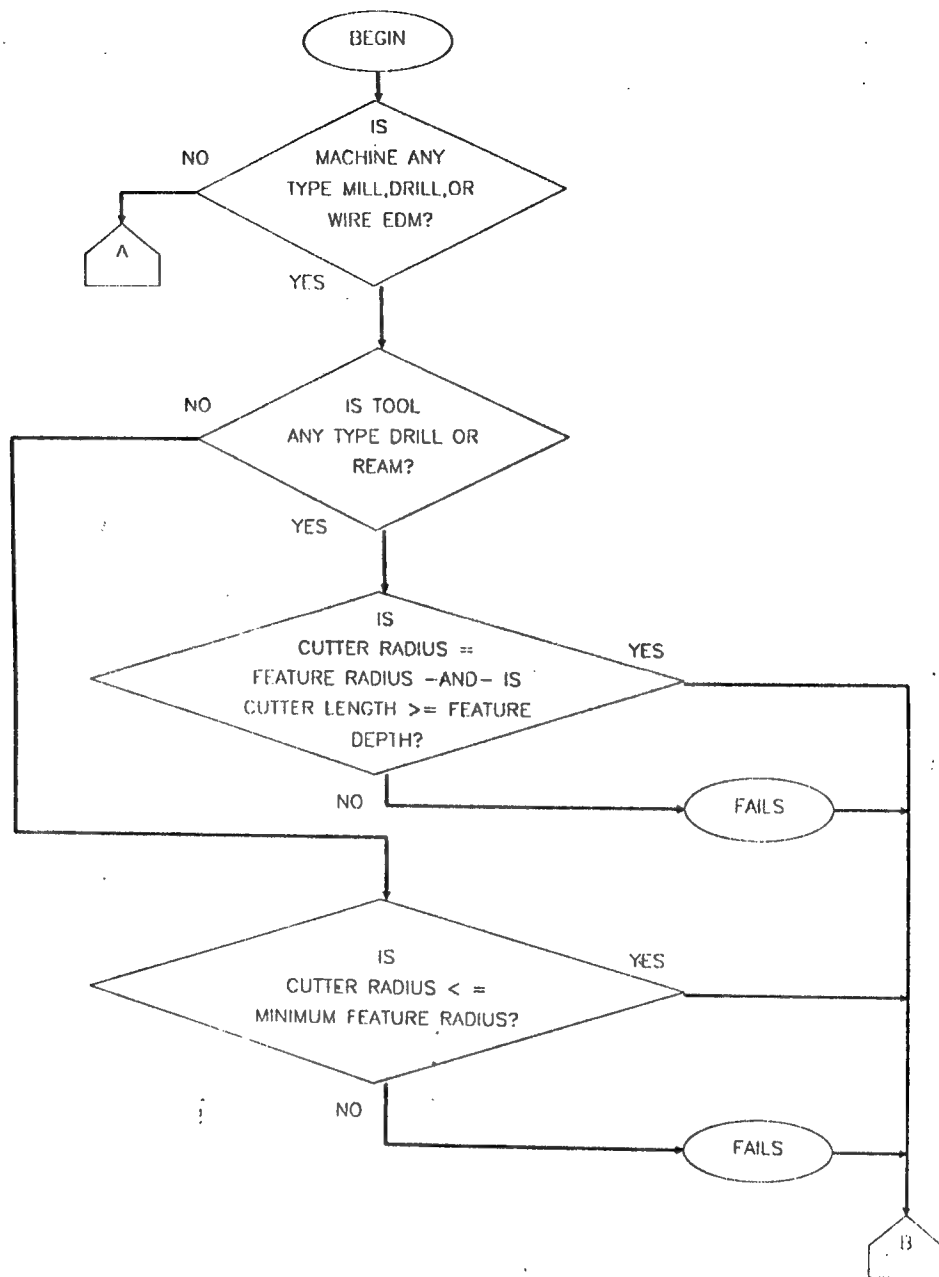 BEGIN
IS
MACHINE ANY
TYPE MILL,DRILL,OR
WIRE EDM?
NO
A
YES
IS TOOL
ANY TYPE DRILL OR
REAM?
NO
YES
IS
CUTTER RADIUS =
FEATURE RADIUS -AND- IS
CUTTER LENGTH >= FEATURE
DEPTH?
YES
NO
FAILS
IS
CUTTER RADIUS < =
MINIMUM FEATURE RADIUS?
YES
NO
FAILS
B